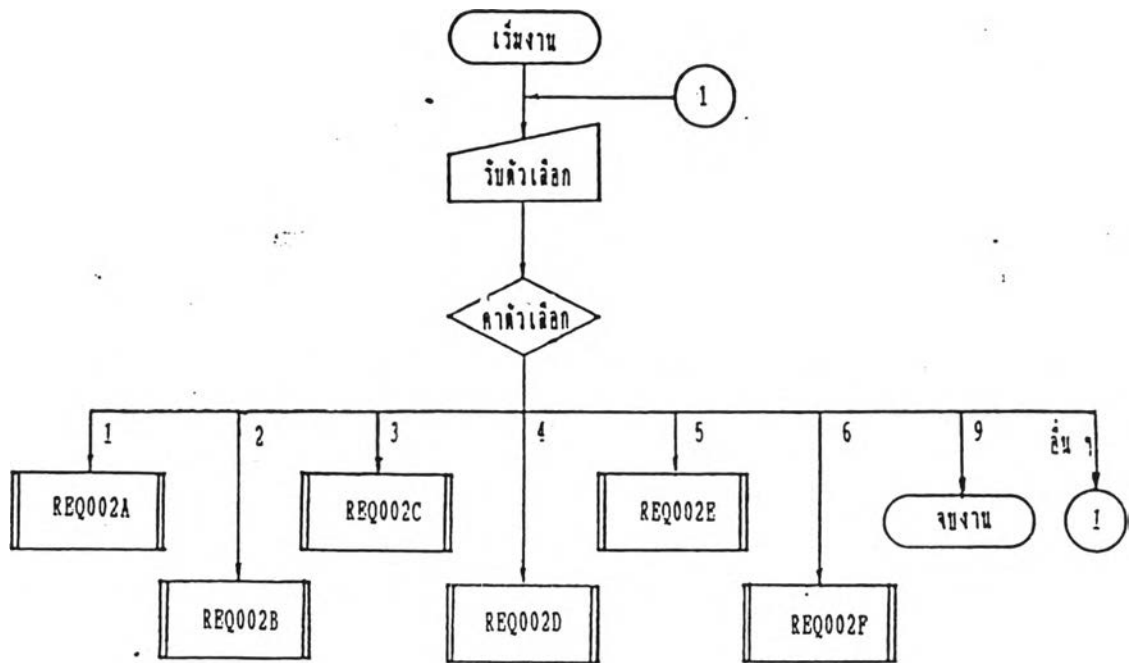 เริ่มงาน
1
รับตัวเลือก
ค่าตัวเลือก
1
2
3
4
5
6
9
อื่น ๆ
REQ002A
REQ002C
REQ002E
จบงาน
1
REQ002B
REQ002D
REQ002F